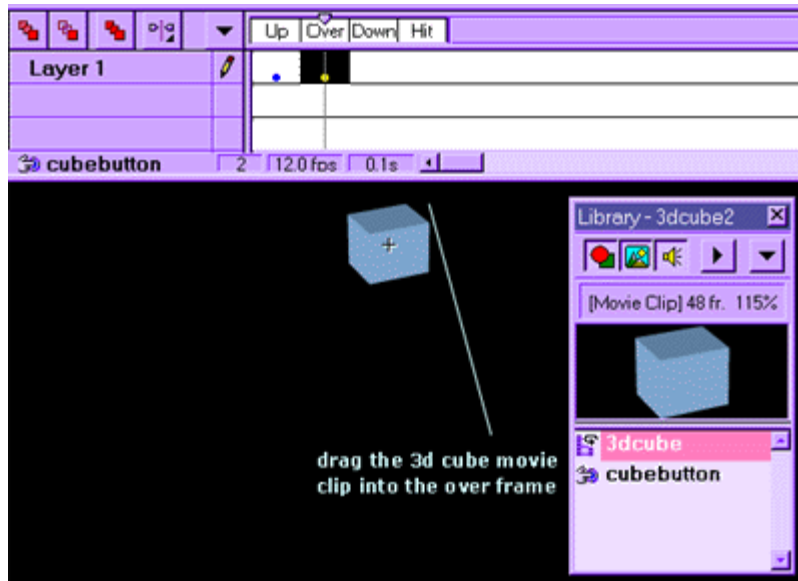 Up Over Down Hit
Layer 1
cubebutton 2 12.0 fps 0.1s
Library - 3dcube2
[Movie Clip] 48 fr. 115%
3dcube
cubebutton
drag the 3d cube movie
clip into the over frame